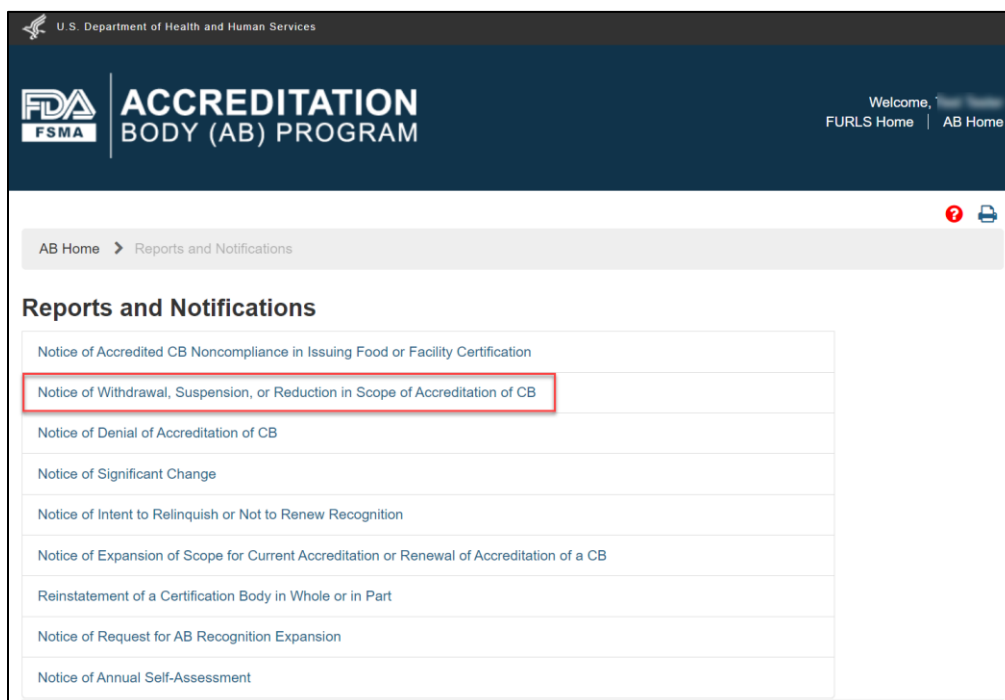 U.S. Department of Health and Human Services
FDA
FSMA
ACCREDITATION
BODY (AB) PROGRAM
Welcome,
FURLS Home | AB Home
?
AB Home > Reports and Notifications
Reports and Notifications
Notice of Accredited CB Noncompliance in Issuing Food or Facility Certification
Notice of Withdrawal, Suspension, or Reduction in Scope of Accreditation of CB
Notice of Denial of Accreditation of CB
Notice of Significant Change
Notice of Intent to Relinquish or Not to Renew Recognition
Notice of Expansion of Scope for Current Accreditation or Renewal of Accreditation of a CB
Reinstatement of a Certification Body in Whole or in Part
Notice of Request for AB Recognition Expansion
Notice of Annual Self-Assessment